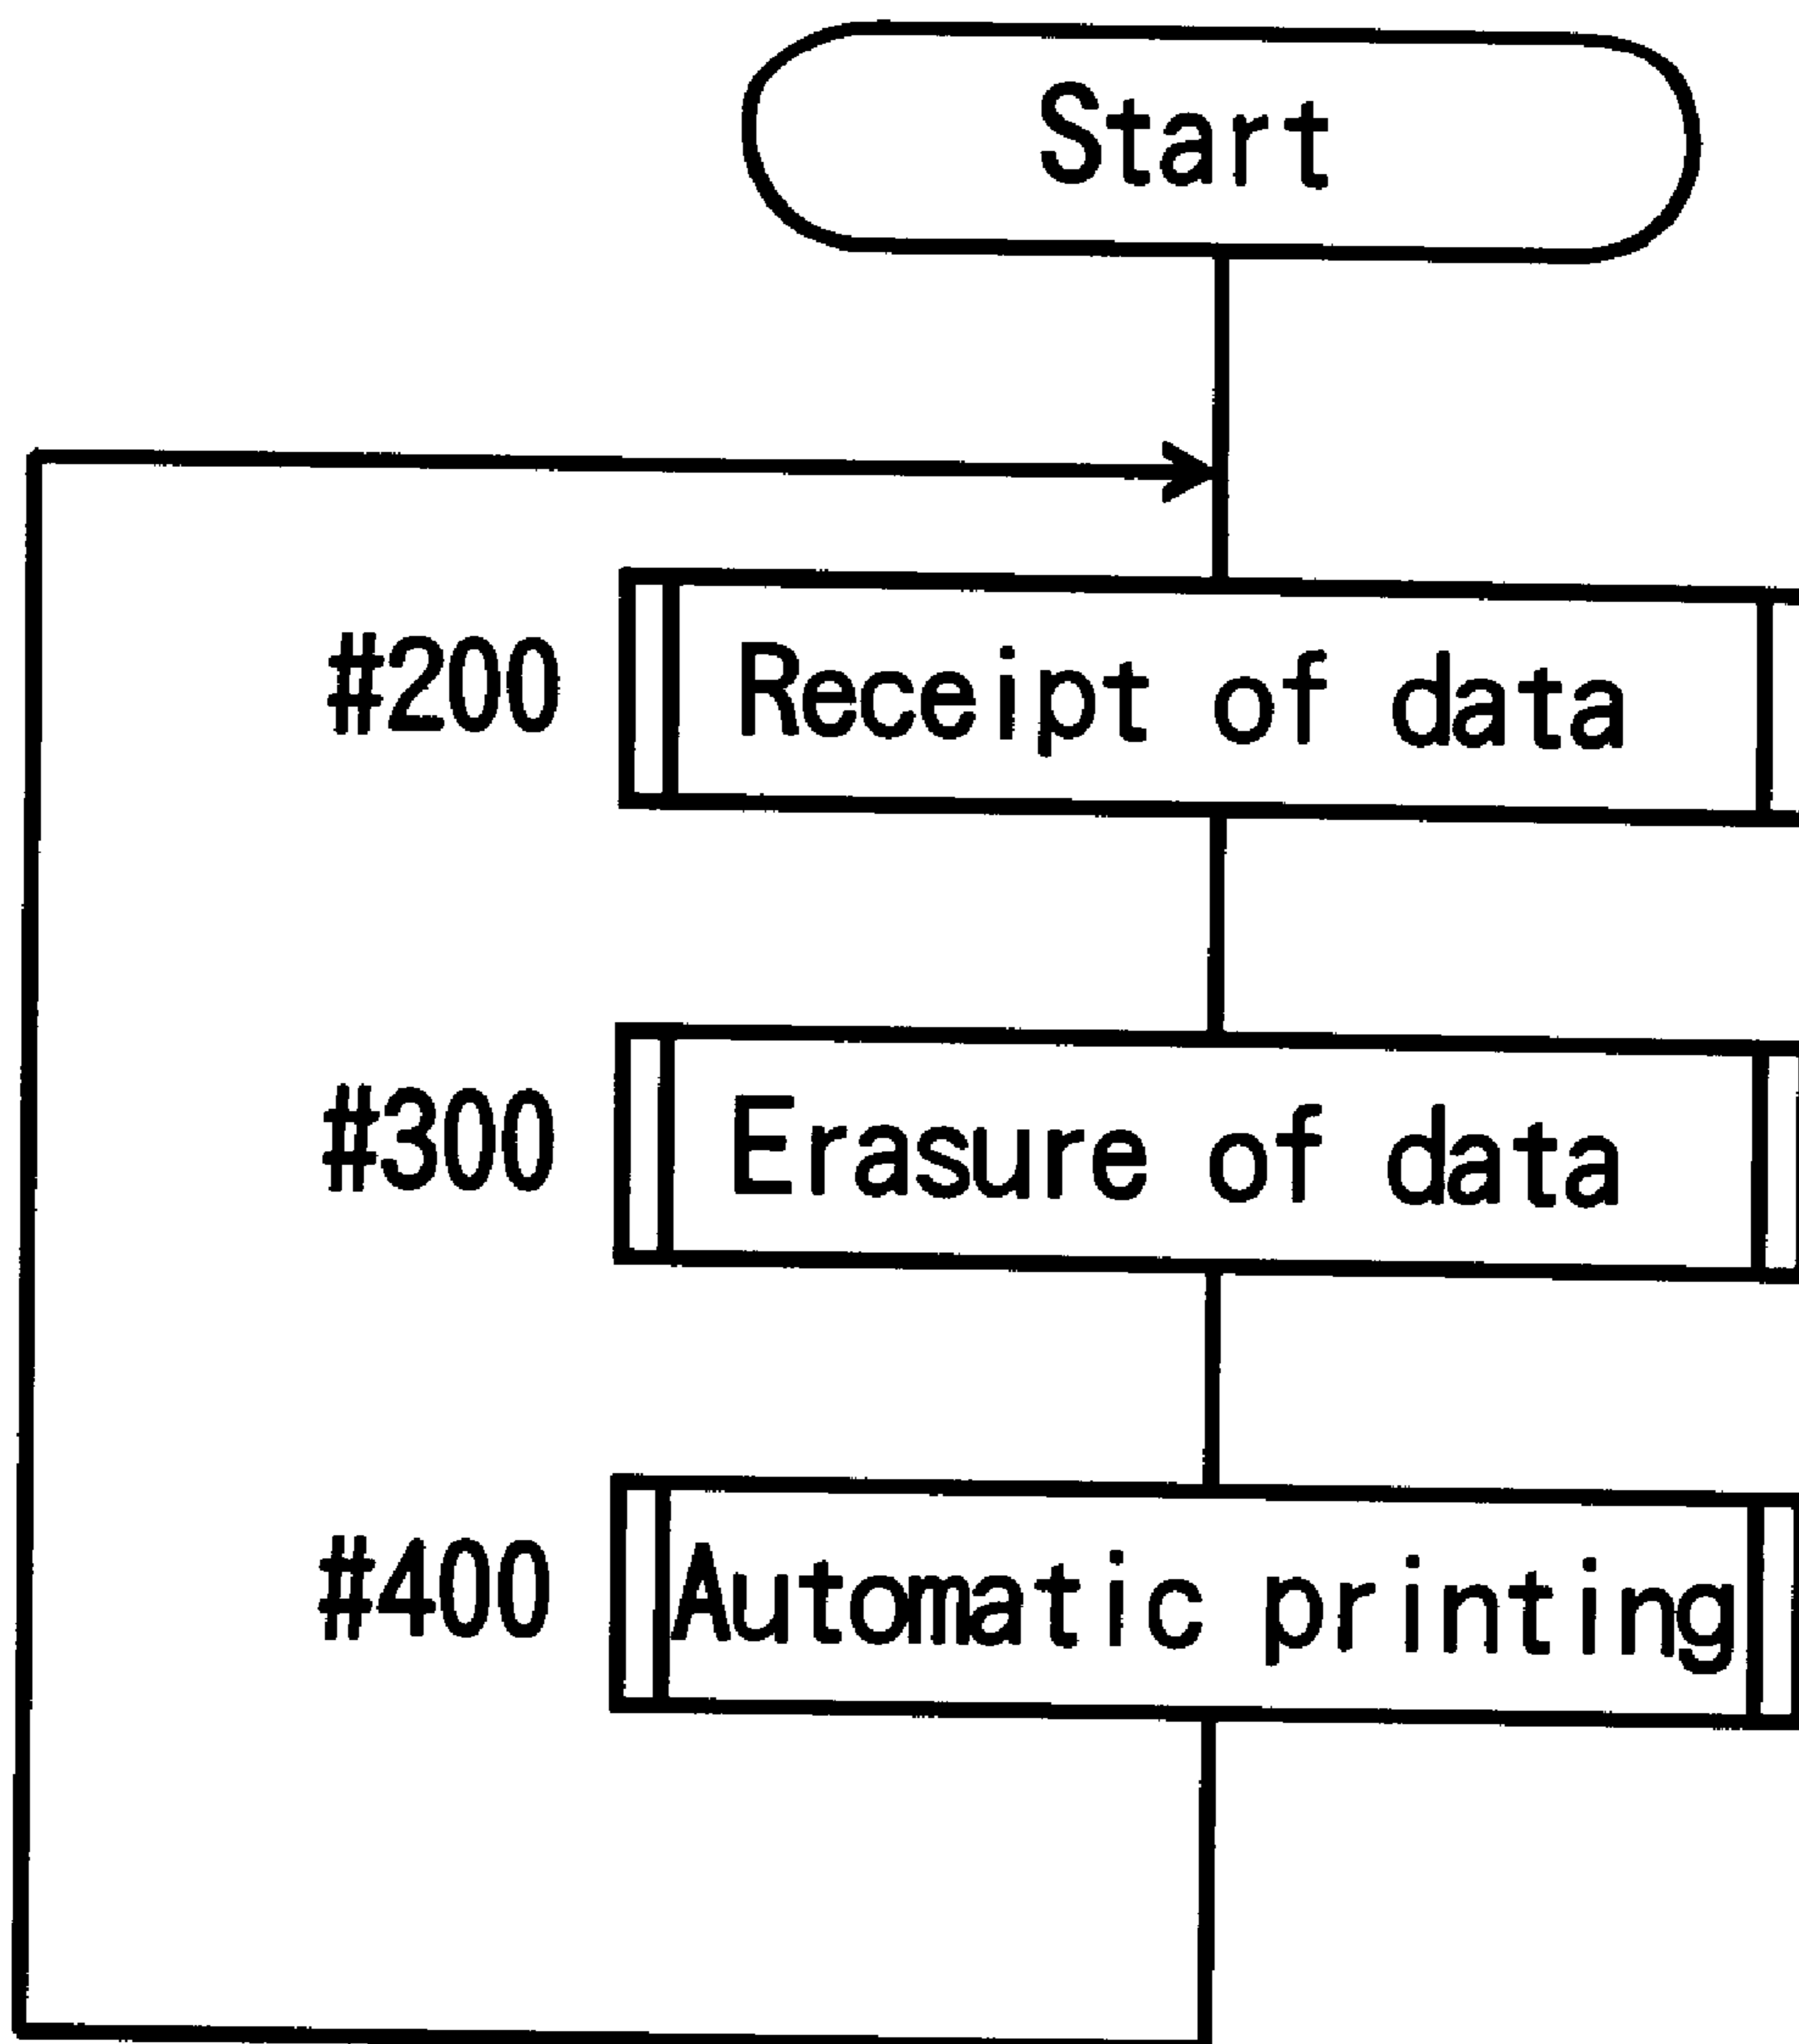 Start
#200 Receipt of data
#300 Erasure of data
#400 Automatic printing